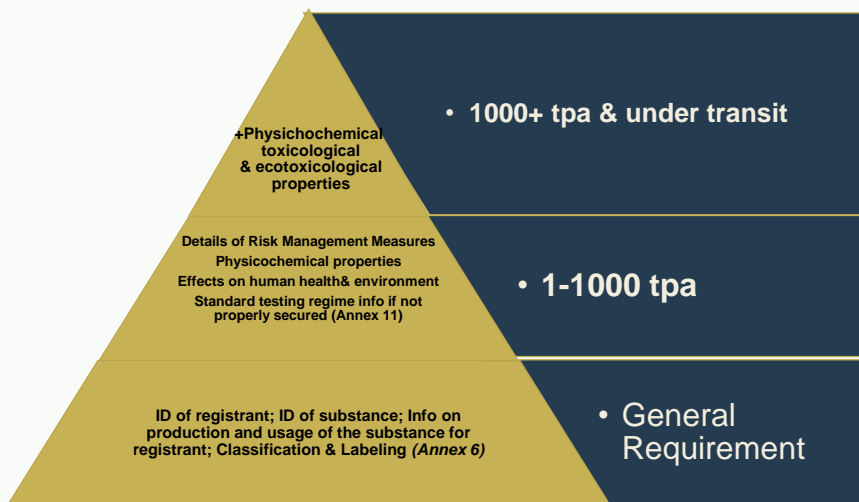 +Physichochemical
toxicological
& ecotoxicological
properties
• 1000+ tpa & under transit
Details of Risk Management Measures
Physicochemical properties
Effects on human health& environment
Standard testing regime info if not
properly secured (Annex 11)
• 1-1000 tpa
ID of registrant; ID of substance; Info on
production and usage of the substance for
registrant; Classification & Labeling (Annex 6)
• General
Requirement